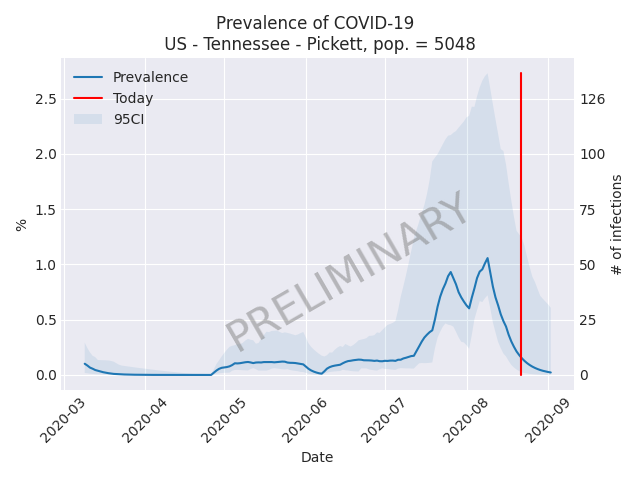 Prevalence of COVID-19
US - Tennessee - Pickett, pop. = 5048
Prevalence
Today
95CI
2.5
2.0
1.5
1.0
0.5
0.0
%
126
100
75
50
25
0
# of infections
PRELIMINARY
2020-03
2020-04
2020-05
2020-06
2020-07
2020-08
2020-09
Date